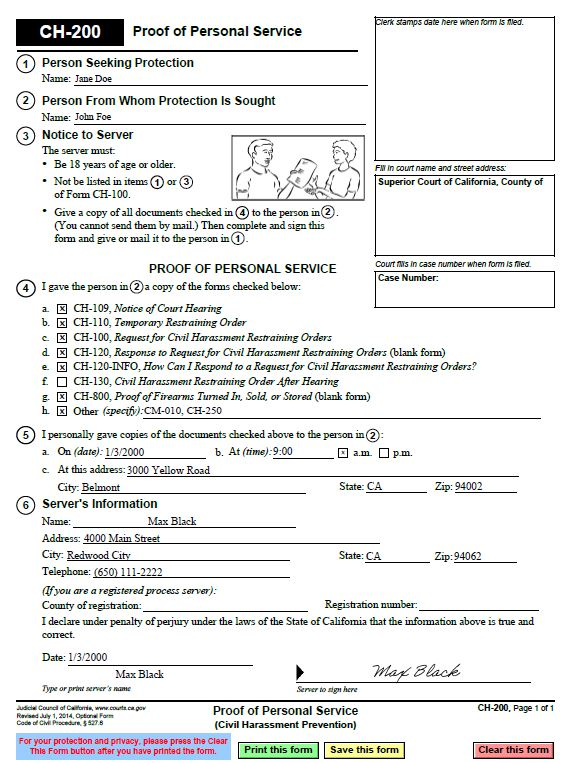 CH-200 Proof of Personal Service
Clerk stamps date here when form is filed.
1 Person Seeking Protection
Name: Jane Doe
2 Person From Whom Protection Is Sought
Name: John Foe
3 Notice to Server
The server must:
• Be 18 years of age or older.
• Not be listed in items 1 or 3
of Form CH-100.
• Give a copy of all documents checked in 4 to the person in 2.
(You cannot send them by mail.) Then complete and sign this
form and give or mail it to the person in 1.
Fill in court name and street address:
Superior Court of California, County of
Court fills in case number when form is filed.
Case Number:
PROOF OF PERSONAL SERVICE
4 I gave the person in 2 a copy of the forms checked below:
a. x CH-109, Notice of Court Hearing
b. x CH-110, Temporary Restraining Order
c. x CH-100, Request for Civil Harassment Restraining Orders
d. x CH-120, Response to Request for Civil Harassment Restraining Orders (blank form)
e. x CH-120-INFO, How Can I Respond to a Request for Civil Harassment Restraining Orders?
f. CH-130, Civil Harassment Restraining Order After Hearing
g. x CH-800, Proof of Firearms Turned In, Sold, or Stored (blank form)
h. x Other (specify): CM-010, CH-250
5 I personally gave copies of the documents checked above to the person in 2:
a. On (date): 1/3/2000 b. At (time): 9:00 x a.m. p.m.
c. At this address: 3000 Yellow Road
City: Belmont State: CA Zip: 94002
6 Server's Information
Name: Max Black
Address: 4000 Main Street
City: Redwood City State: CA Zip: 94062
Telephone: (650) 111-2222
(If you are a registered process server):
County of registration: Registration number:
I declare under penalty of perjury under the laws of the State of California that the information above is true and
correct.
Date: 1/3/2000
Max Black Max Black
Type or print server's name Server to sign here
Judicial Council of California, www.courts.ca.gov
Revised July 1, 2014, Optional Form
Code of Civil Procedure, § 527.6
Proof of Personal Service
(Civil Harassment Prevention)
CH-200, Page 1 of 1
For your protection and privacy, please press the Clear
This Form button after you have printed the form.
Print this form Save this form Clear this form